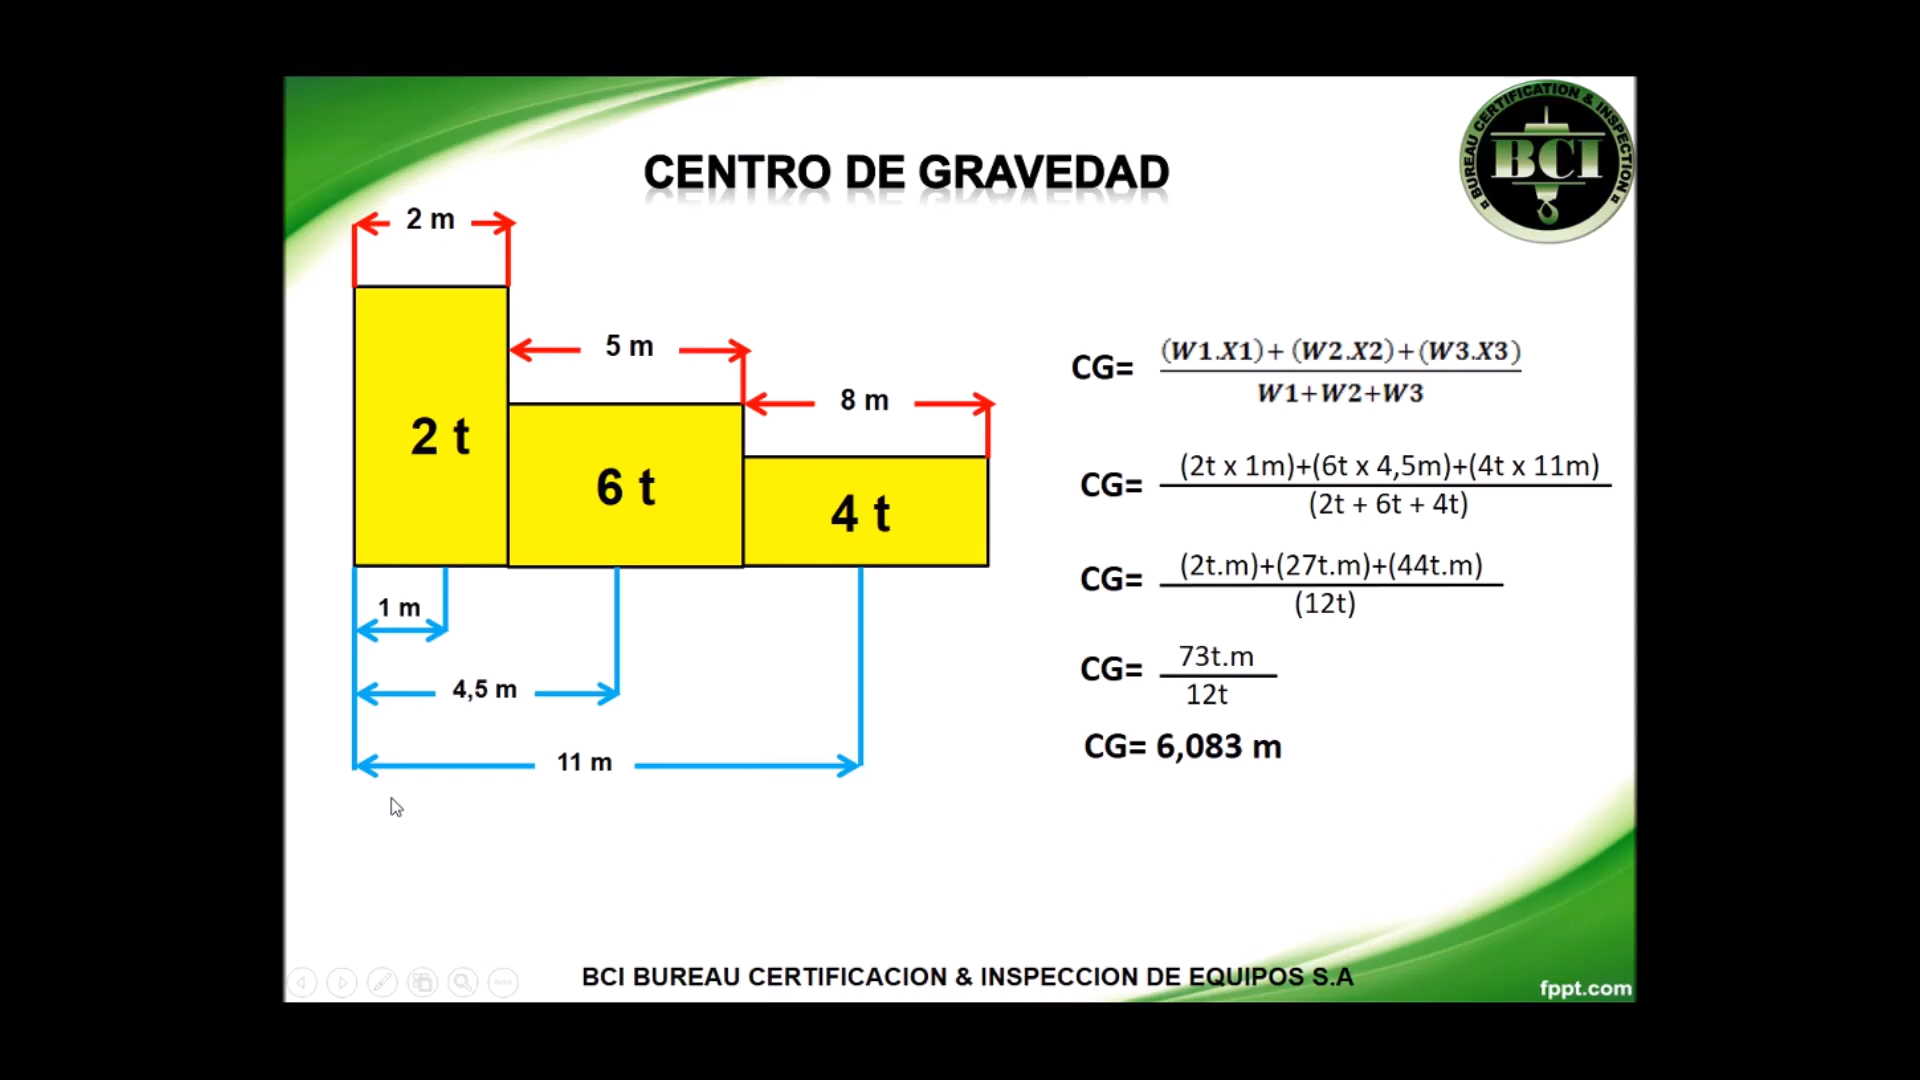 BUREAU CERTIFICATION & INSPECTION
BCI
CENTRO DE GRAVEDAD
2 m
5 m
8 m
2 t
6 t
4 t
1 m
4,5 m
11 m
CG= (W1.X1)+(W2.X2)+(W3.X3)
W1+W2+W3
CG= (2t x 1m)+(6t x 4,5m)+(4t x 11m)
(2t + 6t + 4t)
CG= (2t.m)+(27t.m)+(44t.m)
(12t)
CG= 73t.m
12t
CG= 6,083 m
BCI BUREAU CERTIFICACION & INSPECCION DE EQUIPOS S.A
fppt.com